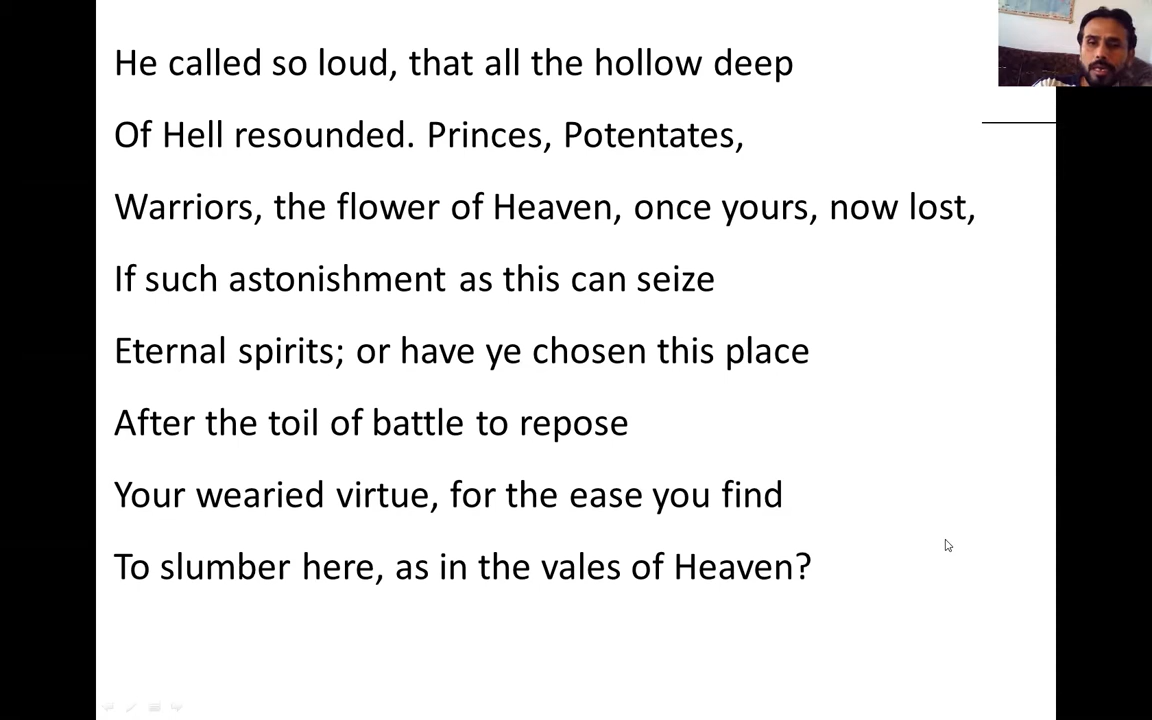 He called so loud, that all the hollow deep
Of Hell resounded. Princes, Potentates,
Warriors, the flower of Heaven, once yours, now lost,
If such astonishment as this can seize
Eternal spirits; or have ye chosen this place
After the toil of battle to repose
Your wearied virtue, for the ease you find
To slumber here, as in the vales of Heaven?